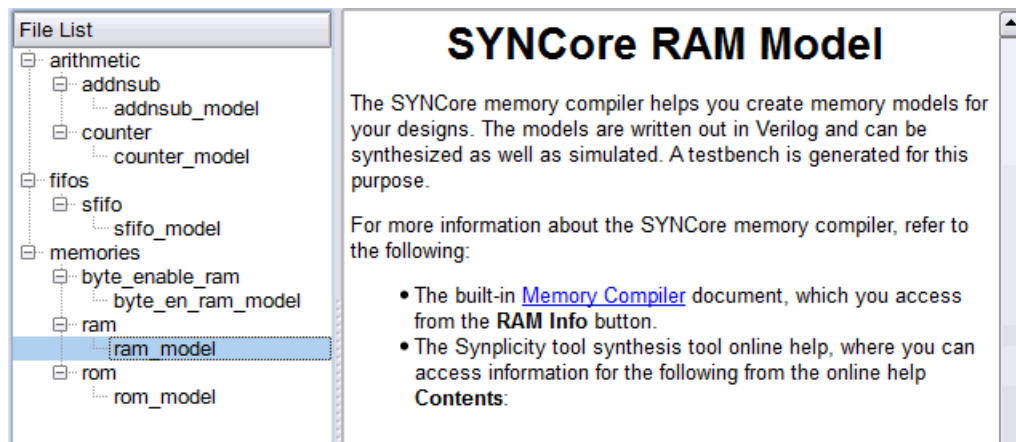 File List
arithmetic
addnsub
addnsub_model
counter
counter_model
fifos
sfifo
sfifo_model
memories
byte_enable_ram
byte_en_ram_model
ram
ram_model
rom
rom_model
SYNCore RAM Model
The SYNCore memory compiler helps you create memory models for
your designs. The models are written out in Verilog and can be
synthesized as well as simulated. A testbench is generated for this
purpose.
For more information about the SYNCore memory compiler, refer to
the following:
• The built-in Memory Compiler document, which you access
from the RAM Info button.
• The Synplicity tool synthesis tool online help, where you can
access information for the following from the online help
Contents: